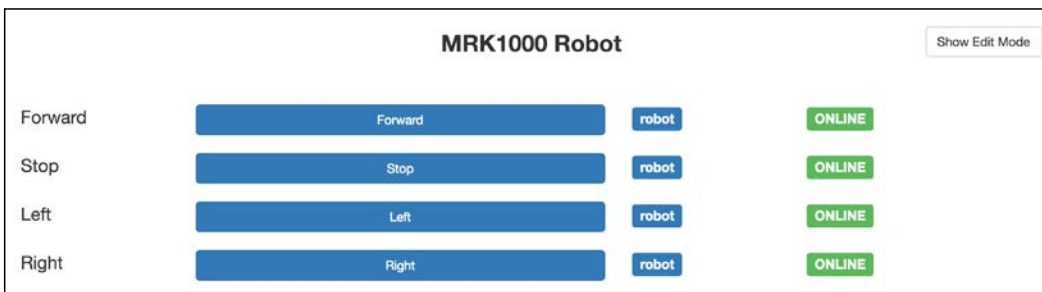 MRK1000 Robot Show Edit Mode
Forward Forward robot ONLINE
Stop Stop robot ONLINE
Left Left robot ONLINE
Right Right robot ONLINE